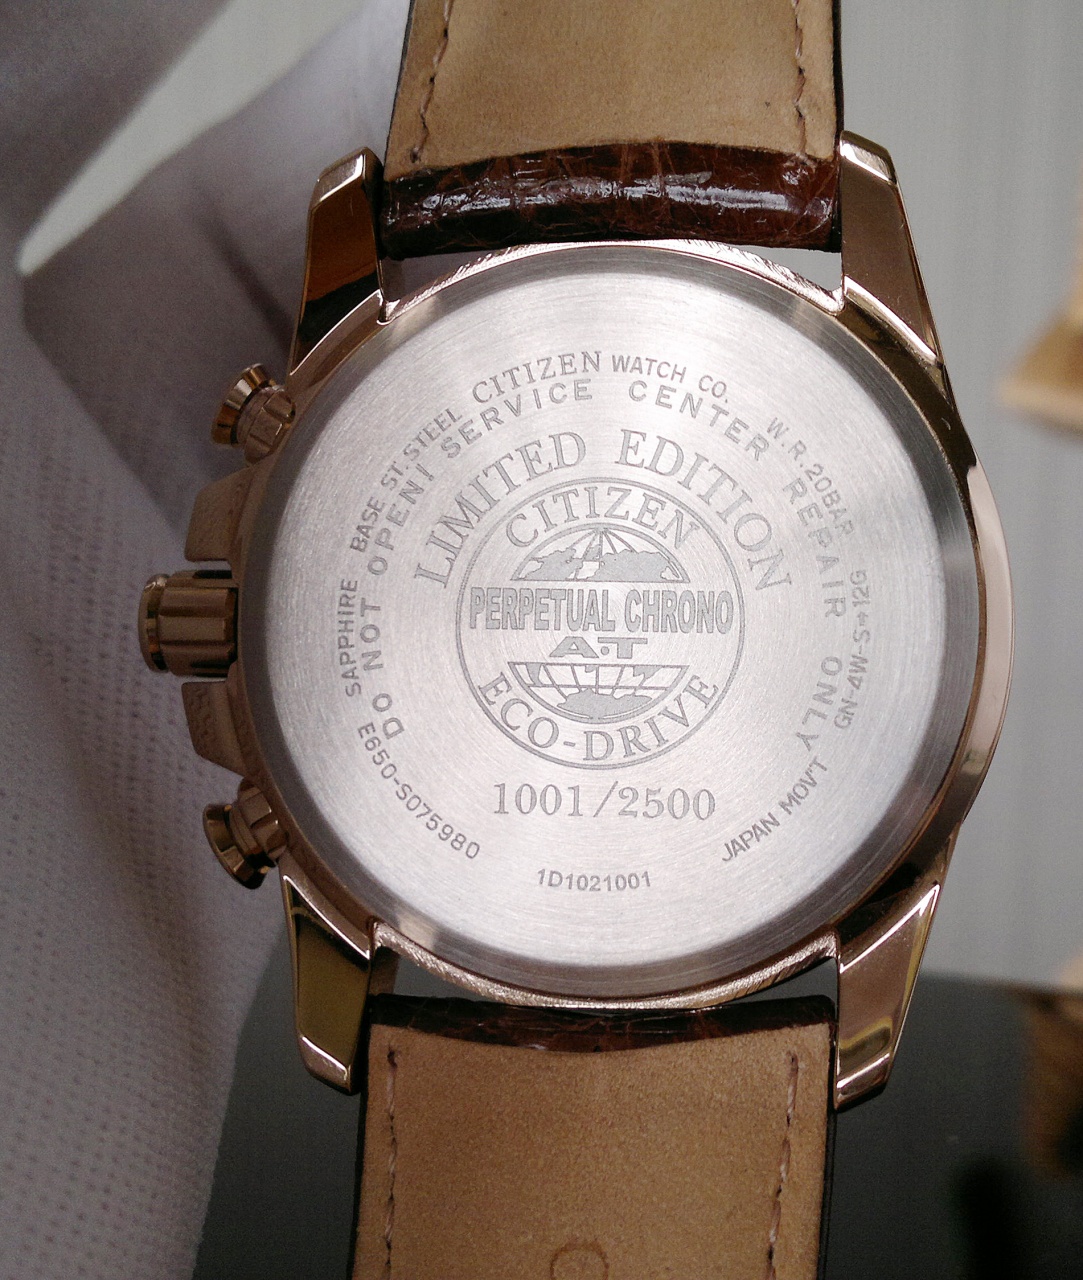 SAPPHIRE BASE ST.STEEL CITIZEN WATCH CO. W.R.20BAR GN-4W-S➔12G
DO NOT OPEN! SERVICE CENTER REPAIR ONLY
LIMITED EDITION
CITIZEN
PERPETUAL CHRONO
A·T
ECO-DRIVE
1001/2500
E650-S075980
1D1021001
JAPAN MOV'T